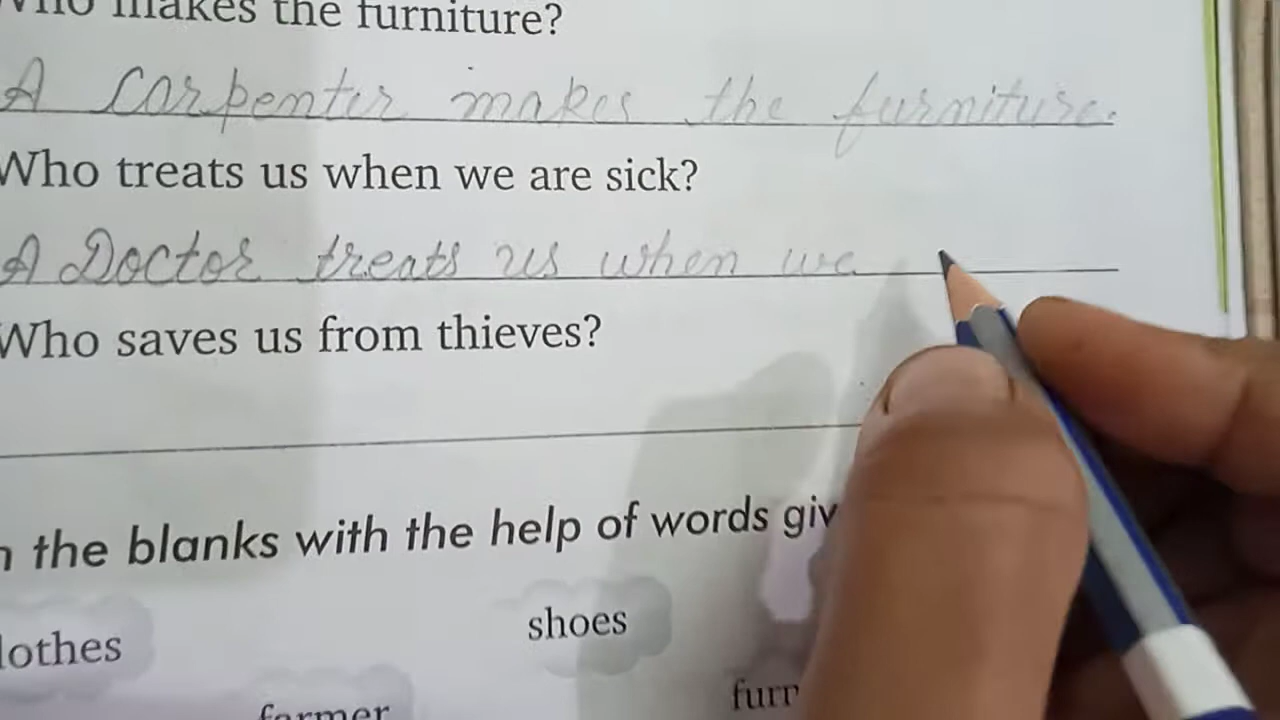 Who makes the furniture?
A Carpenter makes the furniture.
Who treats us when we are sick?
A Doctor treats us when we
Who saves us from thieves?
the blanks with the help of words giv
lothes
shoes
farmer
furn